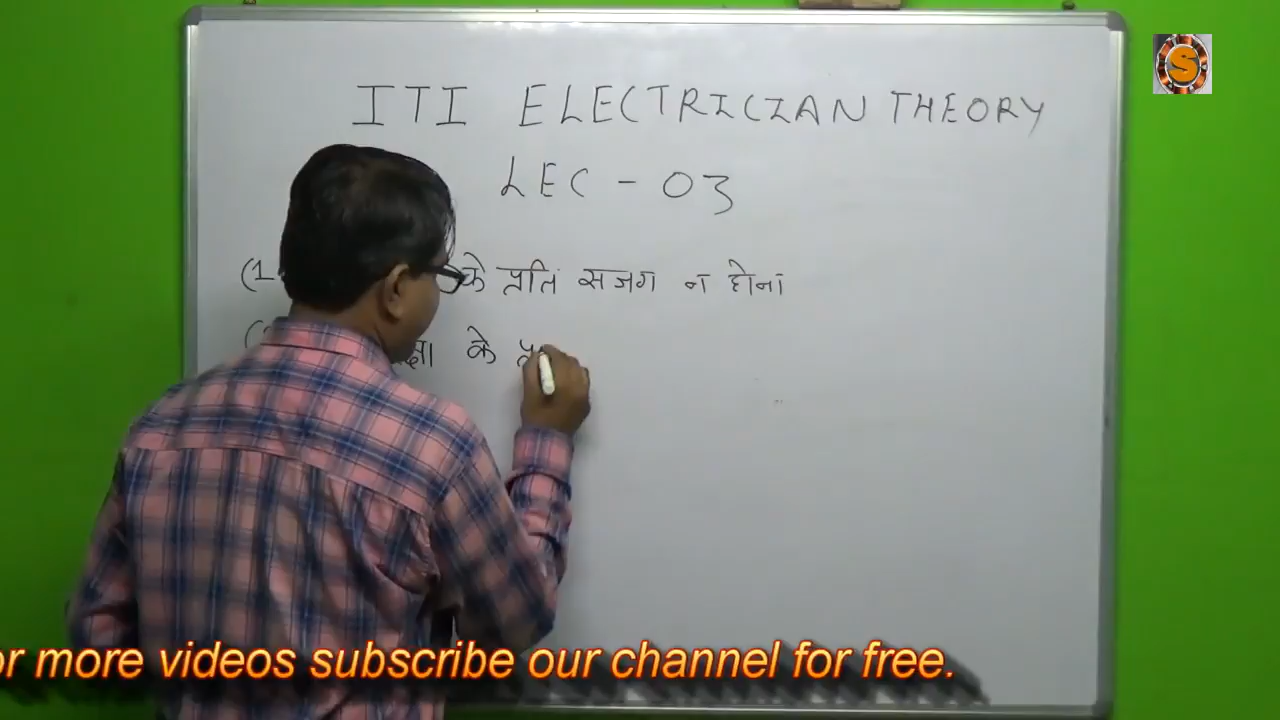 ITI ELECTRICIAN THEORY
LEC - 03
(1 के प्रति सजग न होना
के
S
or more videos subscribe our channel for free.